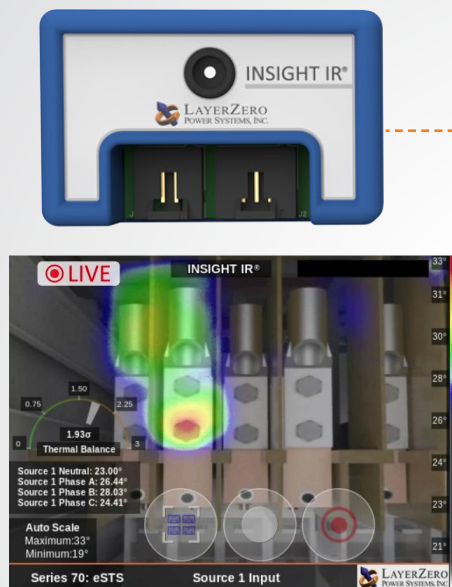 INSIGHT IR®
LAYERZERO
POWER SYSTEMS, INC.
J2
LIVE
INSIGHT IR®
33°
31°
30°
28°
26°
24°
23°
21°
0
0.75
1.50
2.25
3
1.93σ
Thermal Balance
Source 1 Neutral: 23.00°
Source 1 Phase A: 26.44°
Source 1 Phase B: 28.03°
Source 1 Phase C: 24.41°
Auto Scale
Maximum:33°
Minimum:19°
Series 70: eSTS
Source 1 Input
LAYERZERO
POWER SYSTEMS, INC.